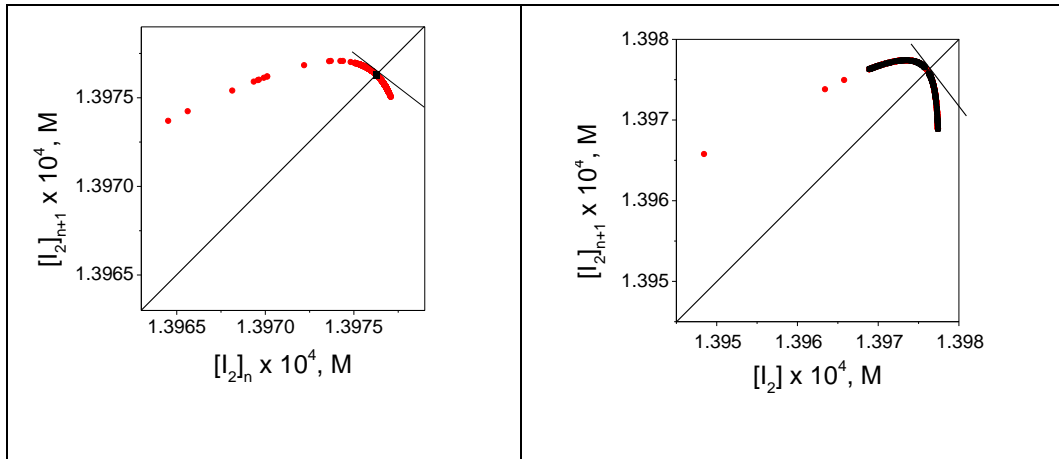 1.3975
1.3970
1.3965
[I2]n+1 x 10^4, M
1.3965 1.3970 1.3975
[I2]n x 10^4, M
1.398
1.397
1.396
1.395
[I2]n+1 x 10^4, M
1.395 1.396 1.397 1.398
[I2] x 10^4, M